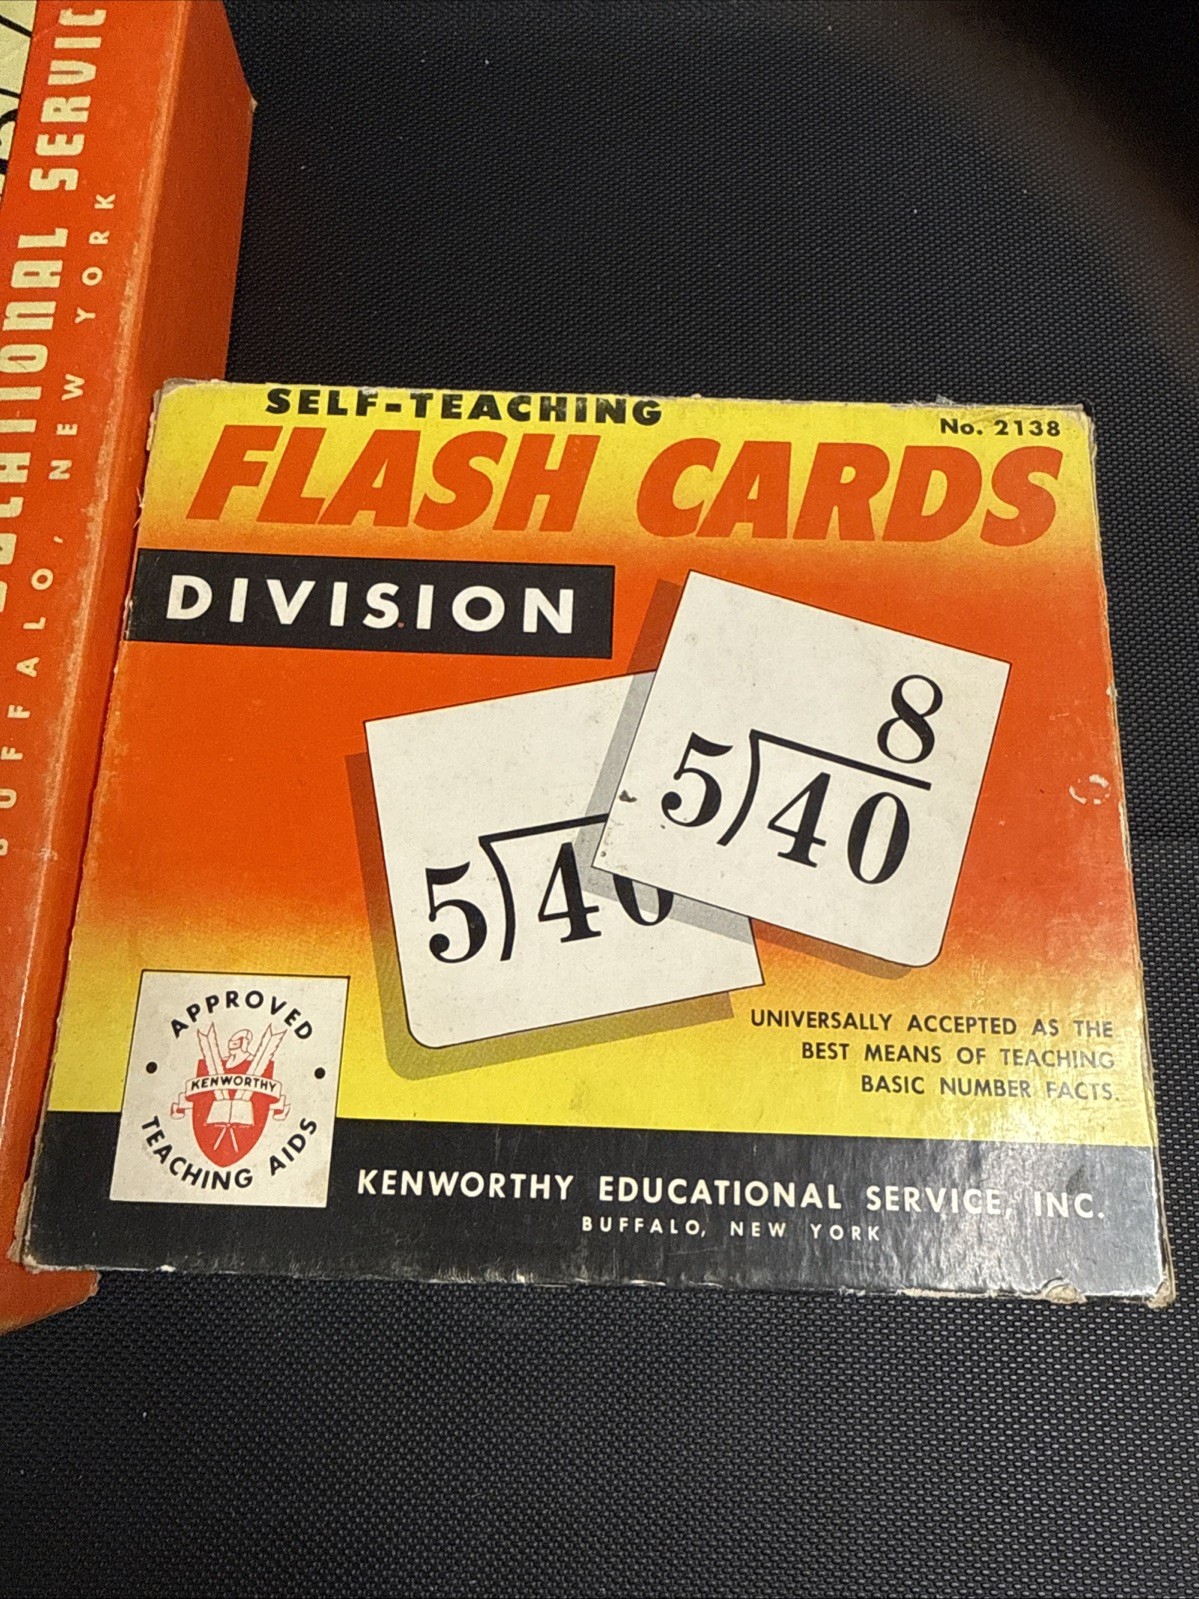 SELF-TEACHING
No. 2138
FLASH CARDS
DIVISION
8
5)40
5)40
UNIVERSALLY ACCEPTED AS THE
BEST MEANS OF TEACHING
BASIC NUMBER FACTS.
APPROVED
KENWORTHY
TEACHING AIDS
KENWORTHY EDUCATIONAL SERVICE, INC.
BUFFALO, NEW YORK
SERVIC
BUFFALO, NEW YORK